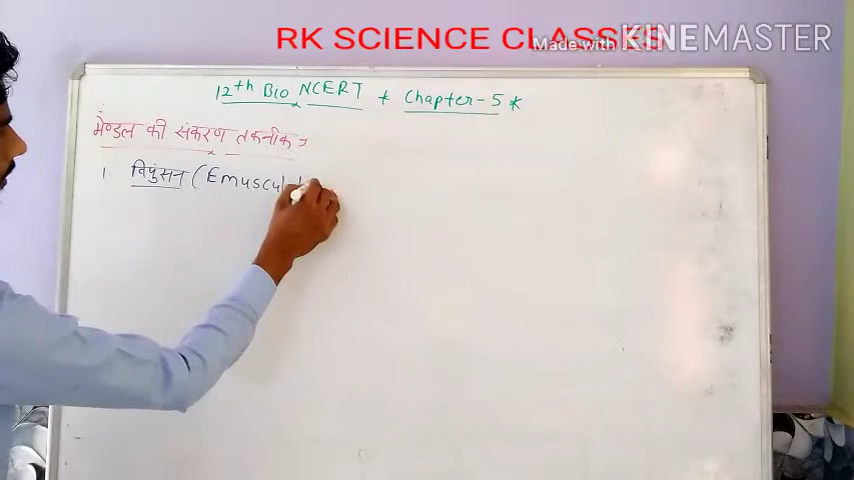 RK SCIENCE CLASSES
Made with KINEMASTER
12th Bio NCERT * Chapter-5 *
मेण्डल की संकरण तकनीक
1. विपुंसन (Emuscul